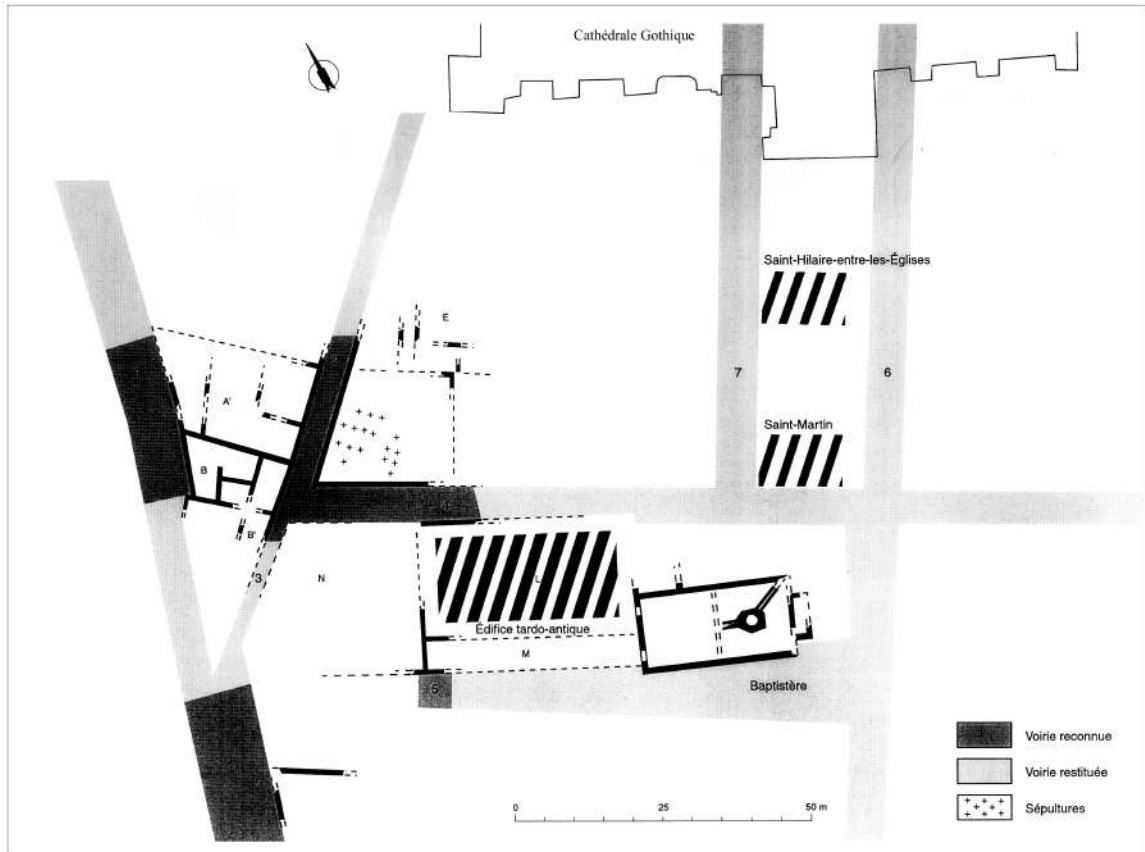 Cathédrale Gothique
Saint-Hilaire-entre-les-Églises
E
7
6
A'
Saint-Martin
B
4
B'
3
N
L
Édifice tardo-antique
M
5
Baptistère
Voirie reconnue
Voirie restituée
Sépultures
0
25
50 m